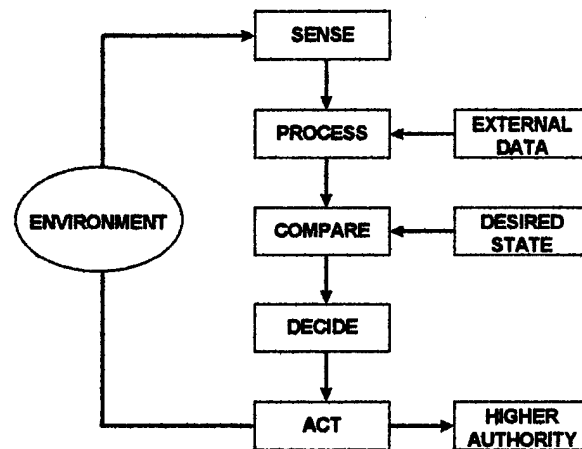 SENSE
PROCESS
EXTERNAL
DATA
ENVIRONMENT
COMPARE
DESIRED
STATE
DECIDE
ACT
HIGHER
AUTHORITY